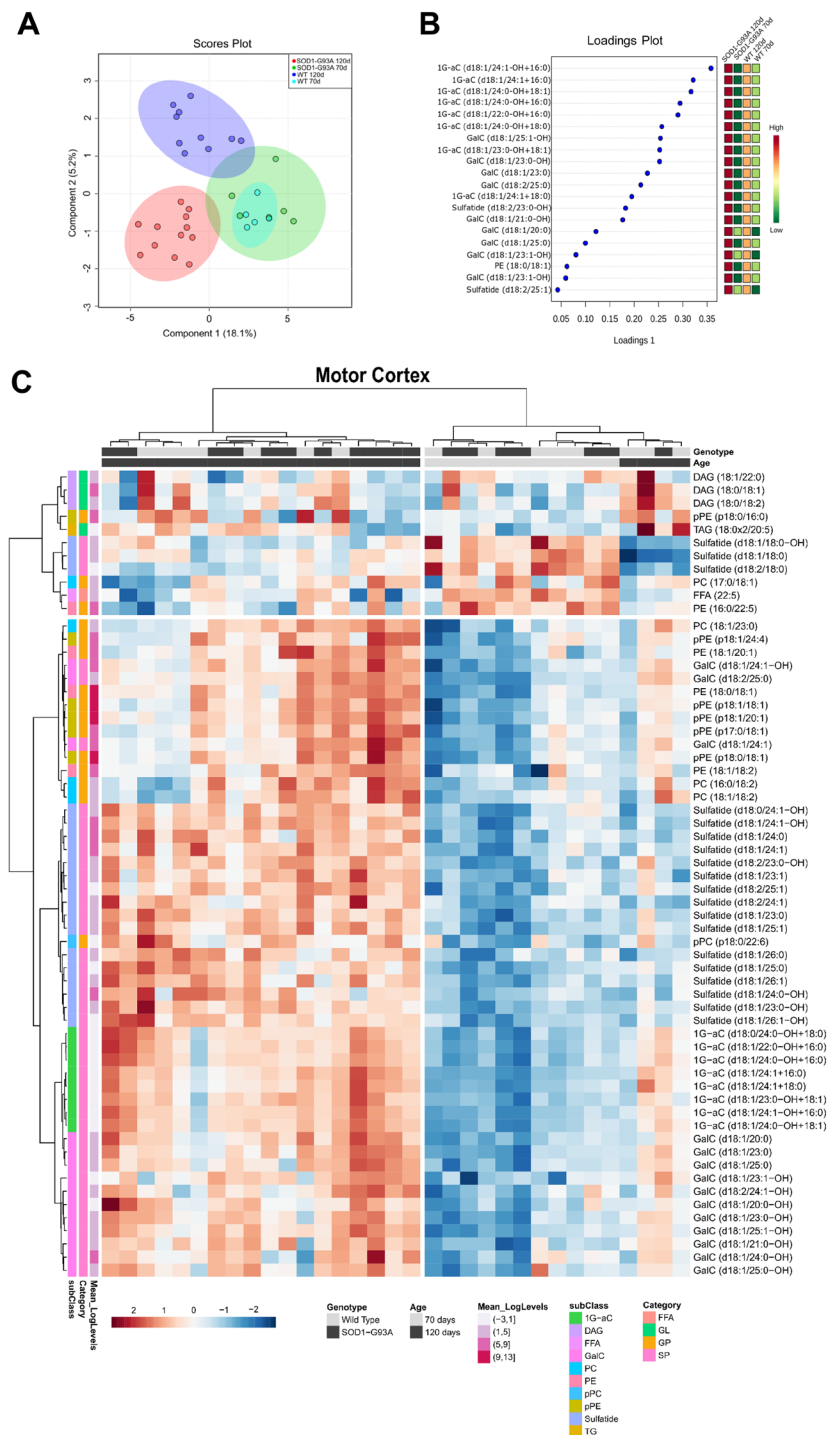 A
Scores Plot
SOD1-G93A 120d
SOD1-G93A 70d
WT 120d
WT 70d
Component 2 (5.2%)
3
2
1
0
-1
-2
-3
-5
0
5
Component 1 (18.1%)
B
Loadings Plot
SOD1-G93A 120d
SOD1-G93A 70d
WT 120d
WT 70d
1G-aC (d18:1/24:1-OH+16:0)
1G-aC (d18:1/24:1+16:0)
1G-aC (d18:1/24:0-OH+18:1)
1G-aC (d18:1/24:0-OH+16:0)
1G-aC (d18:1/22:0-OH+16:0)
1G-aC (d18:1/24:0-OH+18:0)
GalC (d18:1/25:1-OH)
1G-aC (d18:1/23:0-OH+18:1)
GalC (d18:1/23:0-OH)
GalC (d18:1/23:0)
GalC (d18:2/25:0)
1G-aC (d18:1/24:1+18:0)
Sulfatide (d18:2/23:0-OH)
GalC (d18:1/21:0-OH)
GalC (d18:1/20:0)
GalC (d18:1/25:0)
GalC (d18:1/23:1-OH)
PE (18:0/18:1)
GalC (d18:1/23:1-OH)
Sulfatide (d18:2/25:1)
High
Low
0.05 0.10 0.15 0.20 0.25 0.30 0.35
Loadings 1
C
Motor Cortex
Genotype
Age
DAG (18:1/22:0)
DAG (18:0/18:1)
DAG (18:0/18:2)
pPE (p18:0/16:0)
TAG (18:0x2/20:5)
Sulfatide (d18:1/18:0−OH)
Sulfatide (d18:1/18:0)
Sulfatide (d18:2/18:0)
PC (17:0/18:1)
FFA (22:5)
PE (16:0/22:5)
PC (18:1/23:0)
pPE (p18:1/24:4)
PE (18:1/20:1)
GalC (d18:1/24:1−OH)
GalC (d18:2/25:0)
PE (18:0/18:1)
pPE (p18:1/18:1)
pPE (p18:1/20:1)
pPE (p17:0/18:1)
GalC (d18:1/24:1)
pPE (p18:0/18:1)
PE (18:1/18:2)
PC (16:0/18:2)
PC (18:1/18:2)
Sulfatide (d18:0/24:1−OH)
Sulfatide (d18:1/24:1−OH)
Sulfatide (d18:1/24:0)
Sulfatide (d18:1/24:1)
Sulfatide (d18:2/23:0−OH)
Sulfatide (d18:1/23:1)
Sulfatide (d18:2/25:1)
Sulfatide (d18:2/24:1)
Sulfatide (d18:1/23:0)
Sulfatide (d18:1/25:1)
pPC (p18:0/22:6)
Sulfatide (d18:1/26:0)
Sulfatide (d18:1/25:0)
Sulfatide (d18:1/26:1)
Sulfatide (d18:1/24:0−OH)
Sulfatide (d18:1/23:0−OH)
Sulfatide (d18:1/26:1−OH)
1G−aC (d18:0/24:0−OH+18:0)
1G−aC (d18:1/22:0−OH+16:0)
1G−aC (d18:1/24:0−OH+16:0)
1G−aC (d18:1/24:1+16:0)
1G−aC (d18:1/24:1+18:0)
1G−aC (d18:1/23:0−OH+18:1)
1G−aC (d18:1/24:1−OH+16:0)
1G−aC (d18:1/24:0−OH+18:1)
GalC (d18:1/20:0)
GalC (d18:1/23:0)
GalC (d18:1/25:0)
GalC (d18:1/23:1−OH)
GalC (d18:2/24:1−OH)
GalC (d18:1/20:0−OH)
GalC (d18:1/23:0−OH)
GalC (d18:1/25:1−OH)
GalC (d18:1/21:0−OH)
GalC (d18:1/24:0−OH)
GalC (d18:1/25:0−OH)
subClass
Category
Mean_LogLevels
2 1 0 −1 −2
Genotype
Wild Type
SOD1−G93A
Age
70 days
120 days
Mean_LogLevels
(−3,1]
(1,5]
(5,9]
(9,13]
subClass
1G−aC
DAG
FFA
GalC
PC
PE
pPC
pPE
Sulfatide
TG
Category
FFA
GL
GP
SP